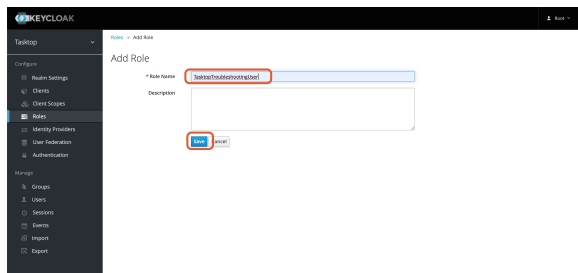 KEYCLOAK
Root
Tasktop
Roles > Add Role
Add Role
* Role Name TasktopTroubleshootingUser
Description
Save Cancel
Configure
Realm Settings
Clients
Client Scopes
Roles
Identity Providers
User Federation
Authentication
Manage
Groups
Users
Sessions
Events
Import
Export